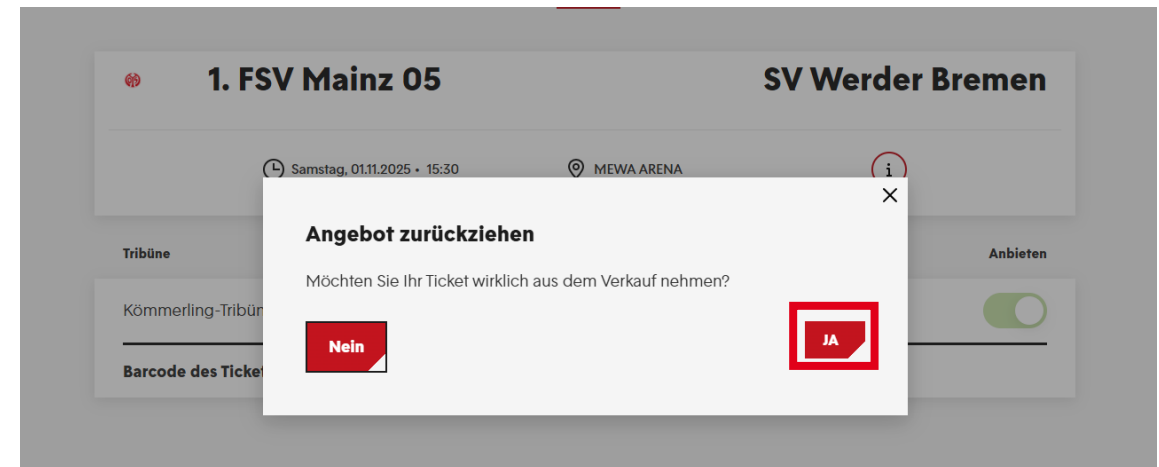 1. FSV Mainz 05
SV Werder Bremen
Samstag, 01.11.2025 • 15:30
MEWA ARENA
i
Angebot zurückziehen
Möchten Sie Ihr Ticket wirklich aus dem Verkauf nehmen?
Nein
JA
Tribüne
Anbieten
Kömmerling-Tribün
Barcode des Ticket